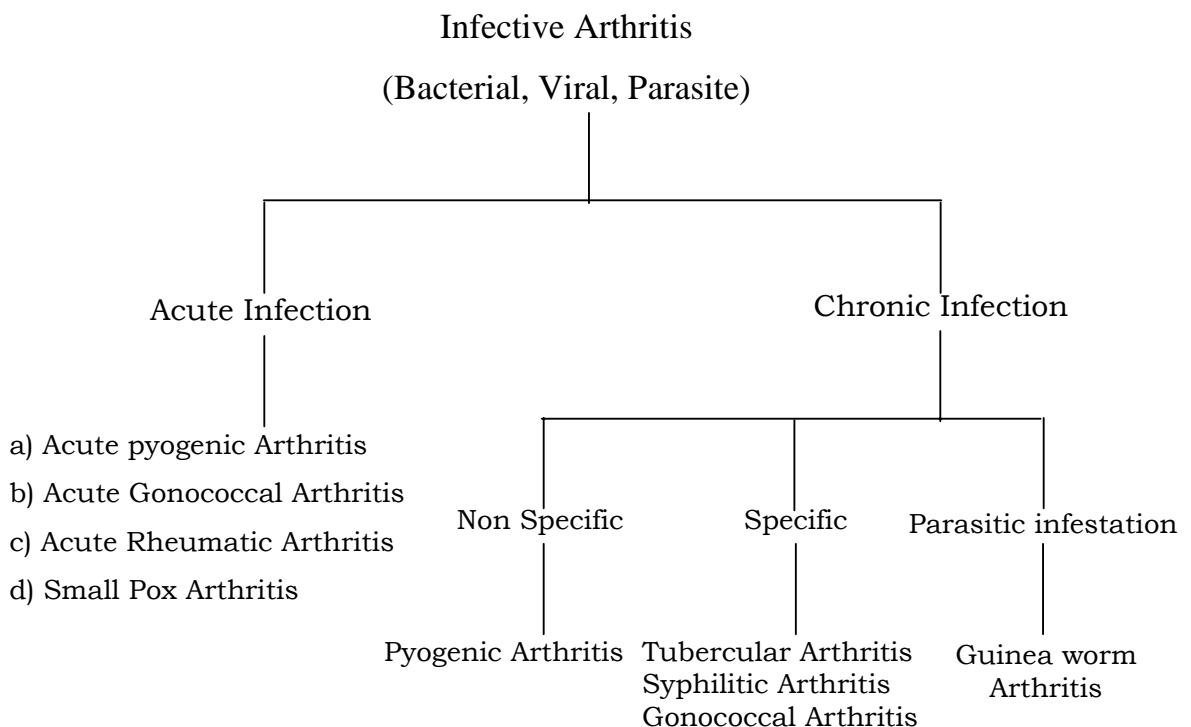 Infective Arthritis
(Bacterial, Viral, Parasite)
Acute Infection
Chronic Infection
a) Acute pyogenic Arthritis
b) Acute Gonococcal Arthritis
c) Acute Rheumatic Arthritis
d) Small Pox Arthritis
Non Specific
Specific
Parasitic infestation
Pyogenic Arthritis
Tubercular Arthritis
Syphilitic Arthritis
Gonococcal Arthritis
Guinea worm
Arthritis